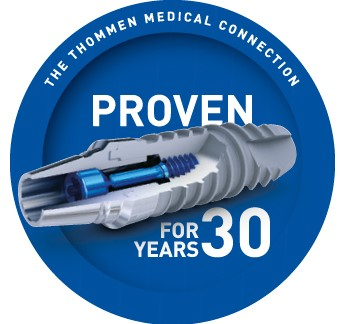 THE THOMMEN MEDICAL CONNECTION
PROVEN
FOR
YEARS 30